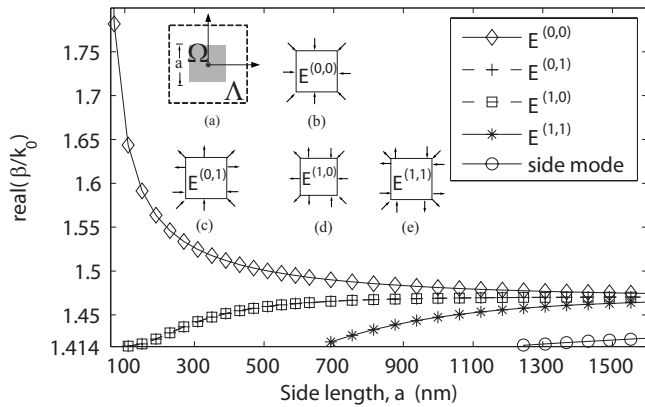 1.75
1.7
1.65
1.6
1.55
1.5
1.45
1.414
real(β/k₀)
100 300 500 700 900 1100 1300 1500
Side length, a (nm)
a
Ω
Λ
(a)
E(0,0)
(b)
E(0,1)
(c)
E(1,0)
(d)
E(1,1)
(e)
E(0,0)
E(0,1)
E(1,0)
E(1,1)
side mode